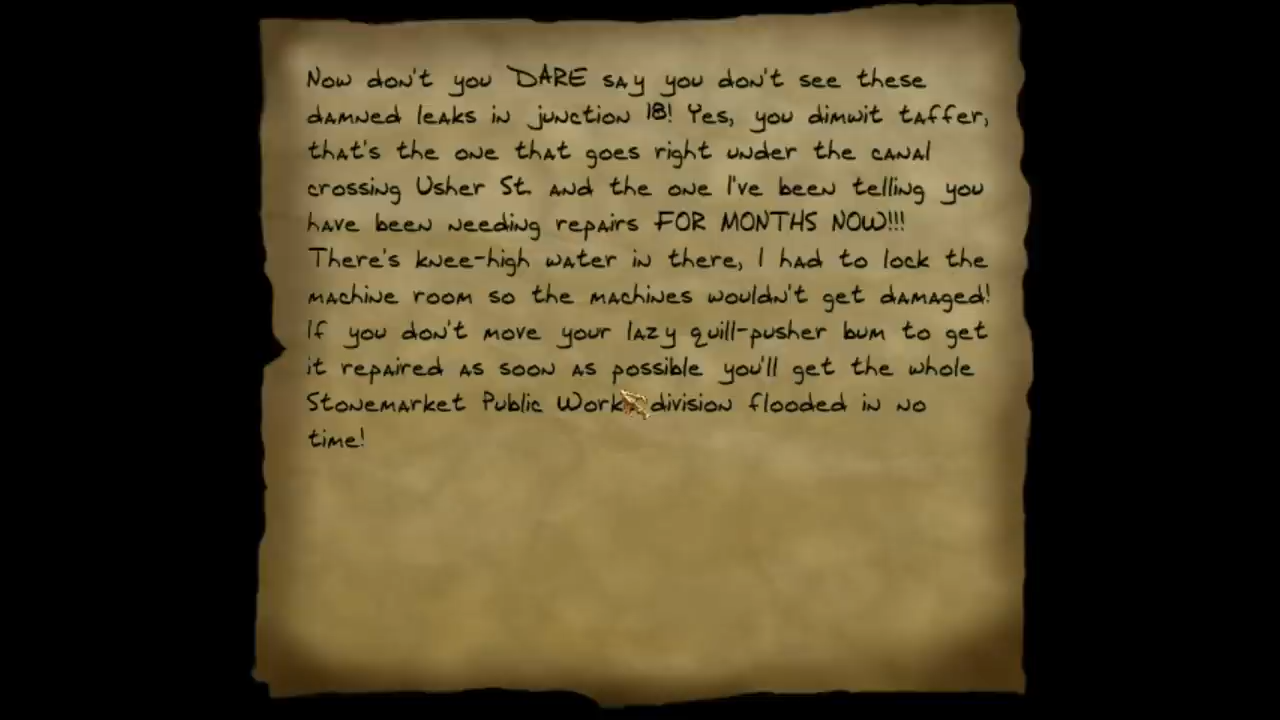 Now don't you DARE say you don't see these
damned leaks in junction 18! Yes, you dimwit taffer,
that's the one that goes right under the canal
crossing Usher St. and the one I've been telling you
have been needing repairs FOR MONTHS NOW!!!
There's knee-high water in there, I had to lock the
machine room so the machines wouldn't get damaged!
If you don't move your lazy quill-pusher bum to get
it repaired as soon as possible you'll get the whole
Stonemarket Public Works division flooded in no
time!